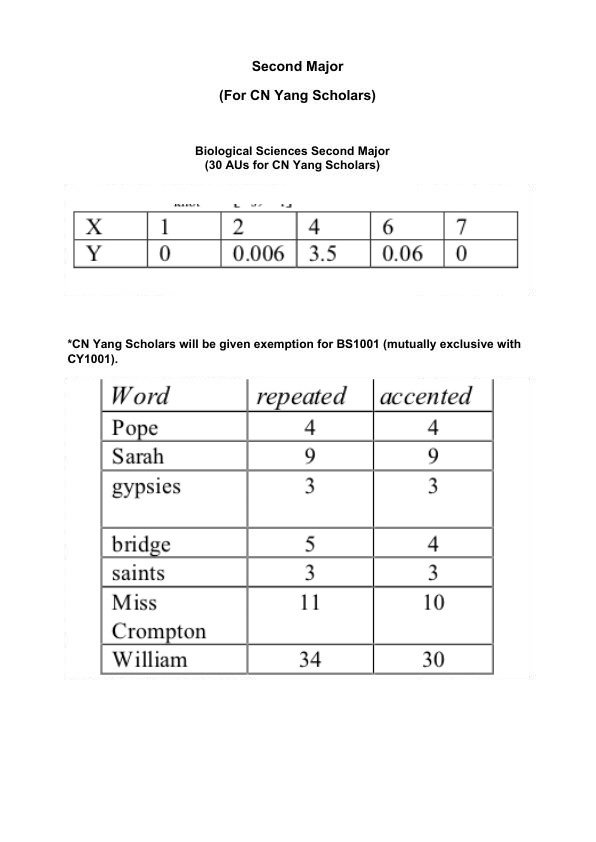 Second Major
(For CN Yang Scholars)
Biological Sciences Second Major
(30 AUs for CN Yang Scholars)
X 1 2 4 6 7
Y 0 0.006 3.5 0.06 0
*CN Yang Scholars will be given exemption for BS1001 (mutually exclusive with
CY1001).
Word repeated accented
Pope 4 4
Sarah 9 9
gypsies 3 3
bridge 5 4
saints 3 3
Miss 11 10
Crompton
William 34 30